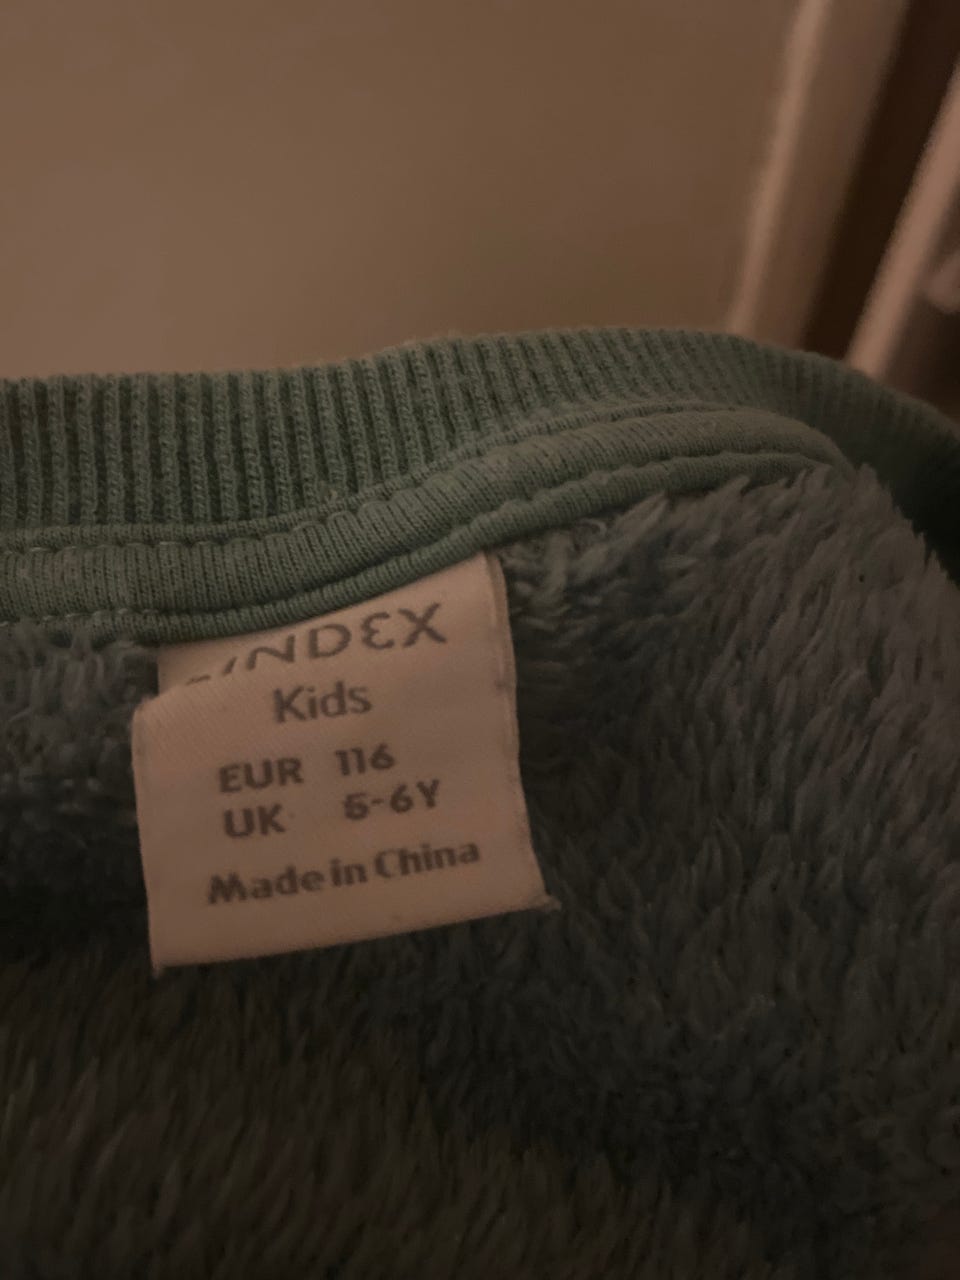 INDEX
Kids
EUR 116
UK 5-6Y
Made in China